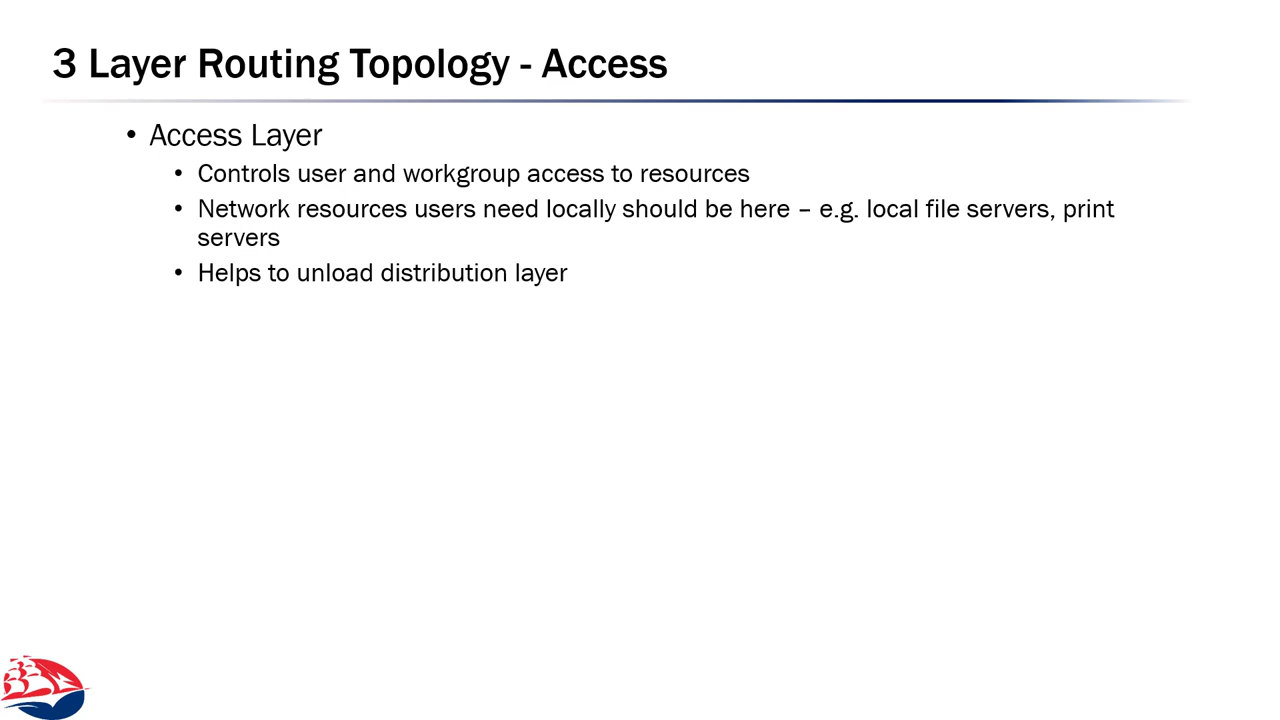 3 Layer Routing Topology - Access
• Access Layer
• Controls user and workgroup access to resources
• Network resources users need locally should be here – e.g. local file servers, print
servers
• Helps to unload distribution layer